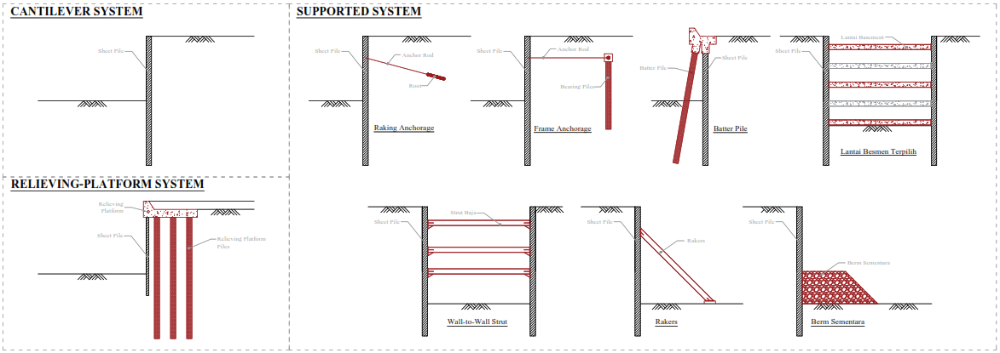 CANTILEVER SYSTEM
Sheet Pile
SUPPORTED SYSTEM
Sheet Pile
Anchor Rod
Root
Raking Anchorage
Sheet Pile
Anchor Rod
Bearing Piles
Frame Anchorage
Batter Pile
Sheet Pile
Batter Pile
Sheet Pile
Lantai Basement
Lantai Besmen Terpilih
RELIEVING-PLATFORM SYSTEM
Relieving
Platform
Sheet Pile
Relieving Platform
Files
Sheet Pile
Strut Baja
Wall-to-Wall Strut
Sheet Pile
Rakers
Rakers
Sheet Pile
Berm Sementara
Berm Sementara